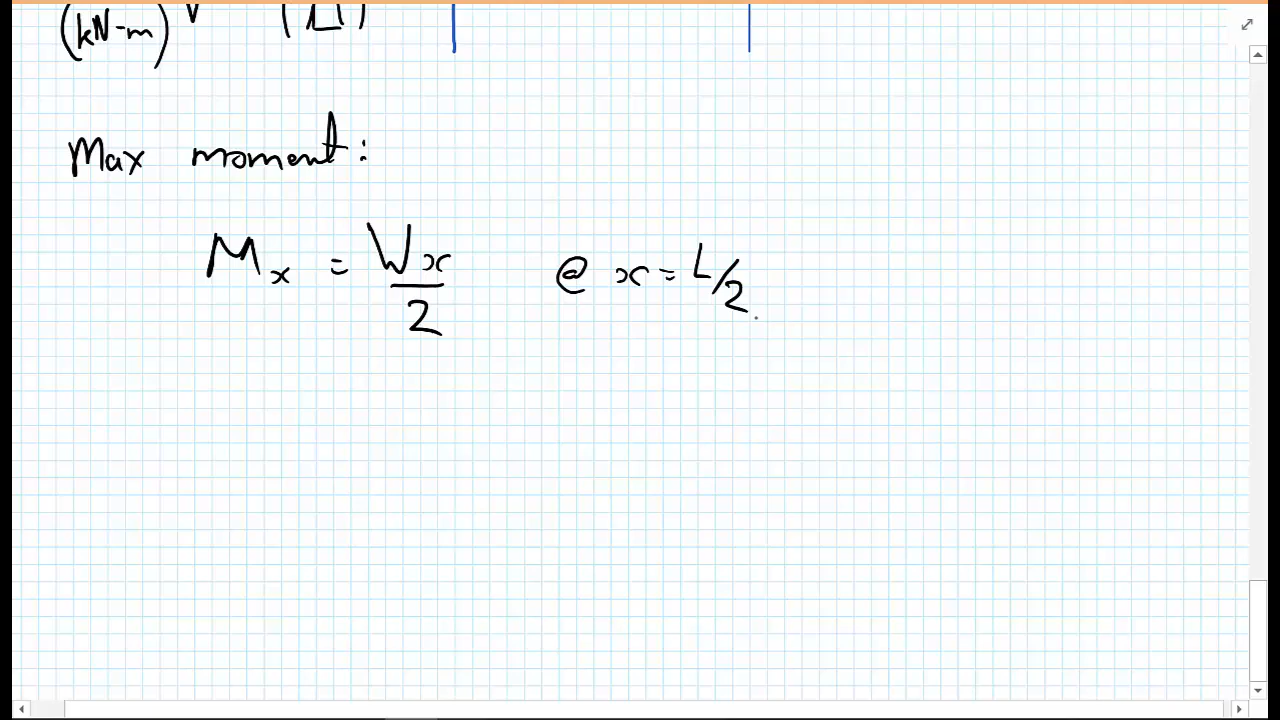 (kN-m)
Max moment:
Mx = Wx/2 @ x = L/2